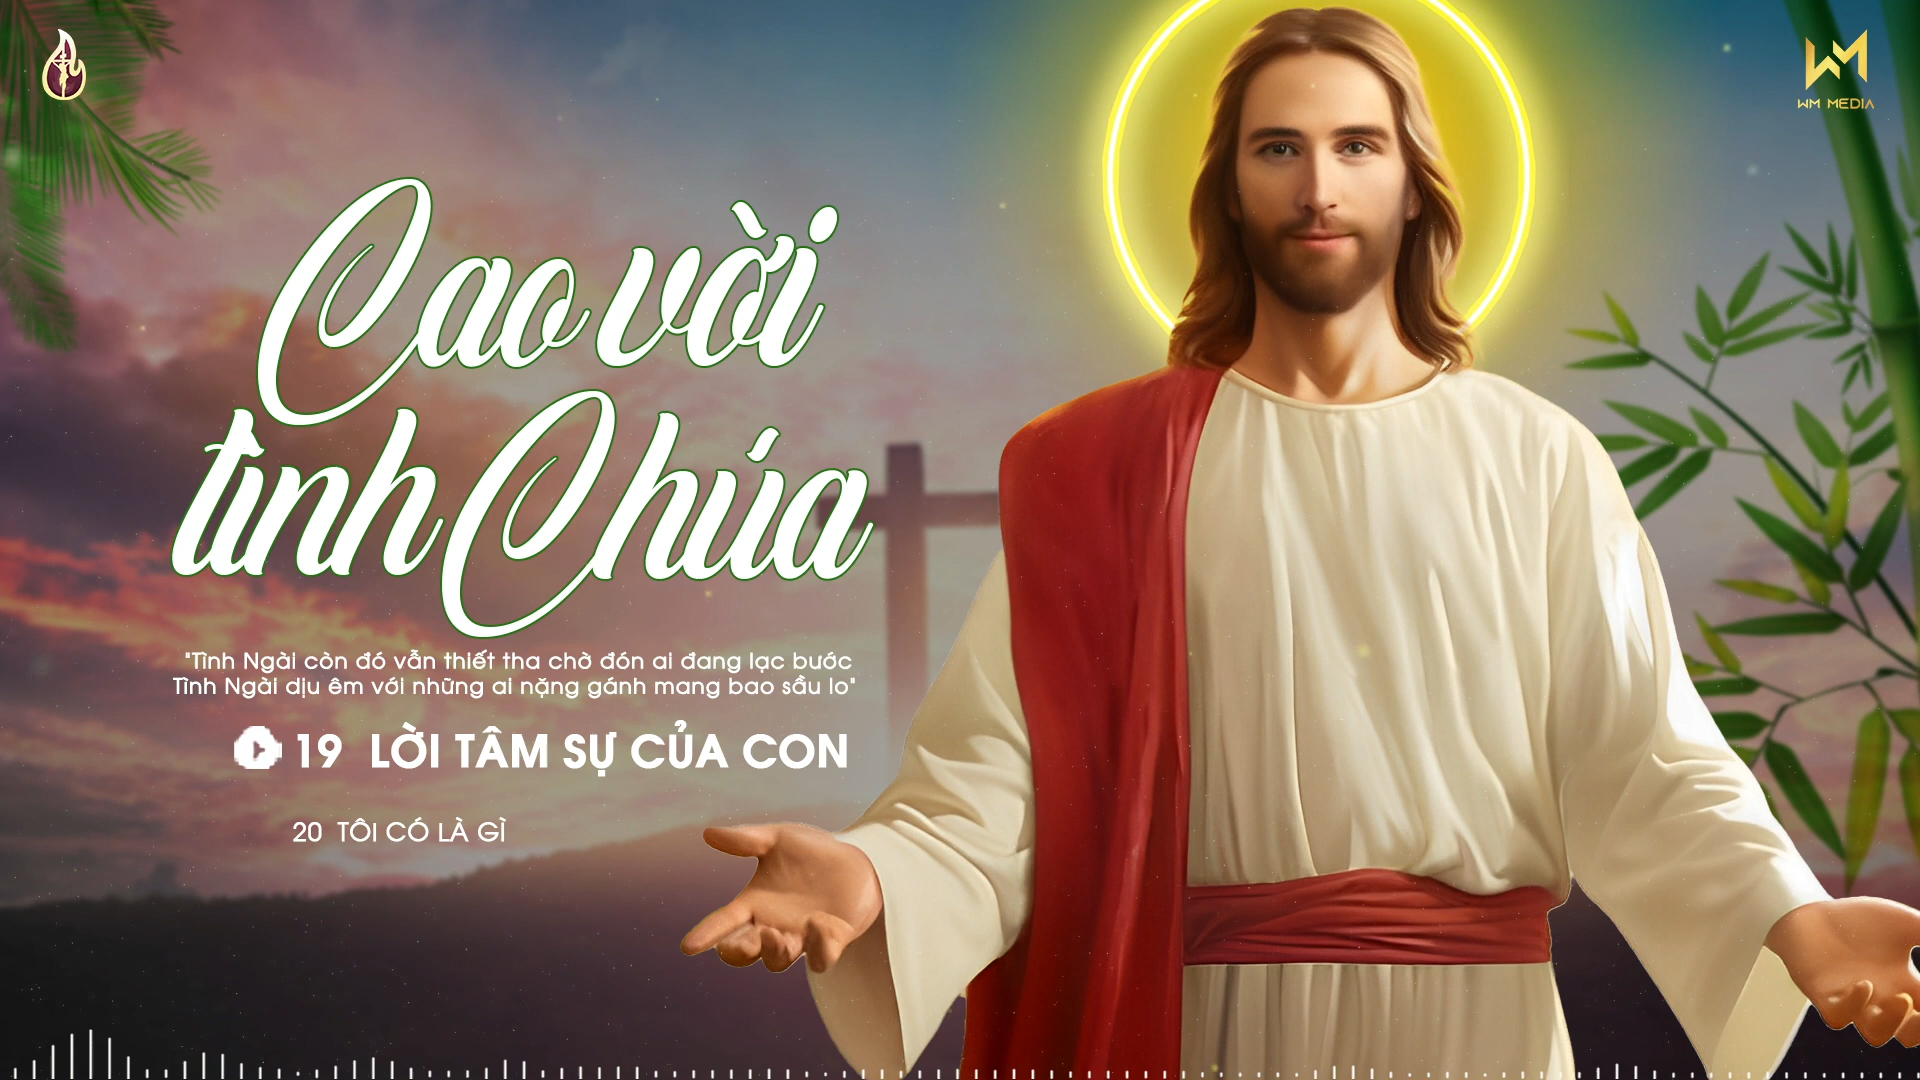 WM MEDIA
Cao vời
tình Chúa
"Tình Ngài còn đó vẫn thiết tha chờ đón ai đang lạc bước
Tình Ngài dịu êm với những ai nặng gánh mang bao sầu lo"
19 LỜI TÂM SỰ CỦA CON
20 TÔI CÓ LÀ GÌ